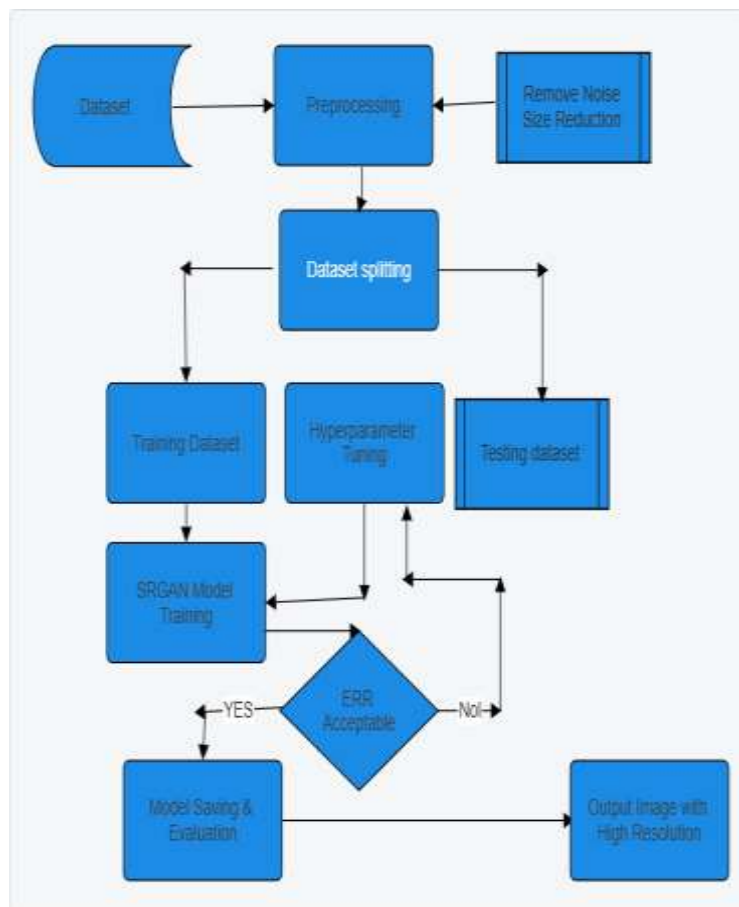 Dataset
Preprocessing
Remove Noise
Size Reduction
Dataset splitting
Training Dataset
Hyperparameter
Tuning
Testing dataset
SRGAN Model
Training
ERR
Acceptable
YES
Nol
Model Saving &
Evaluation
Output Image with
High Resolution